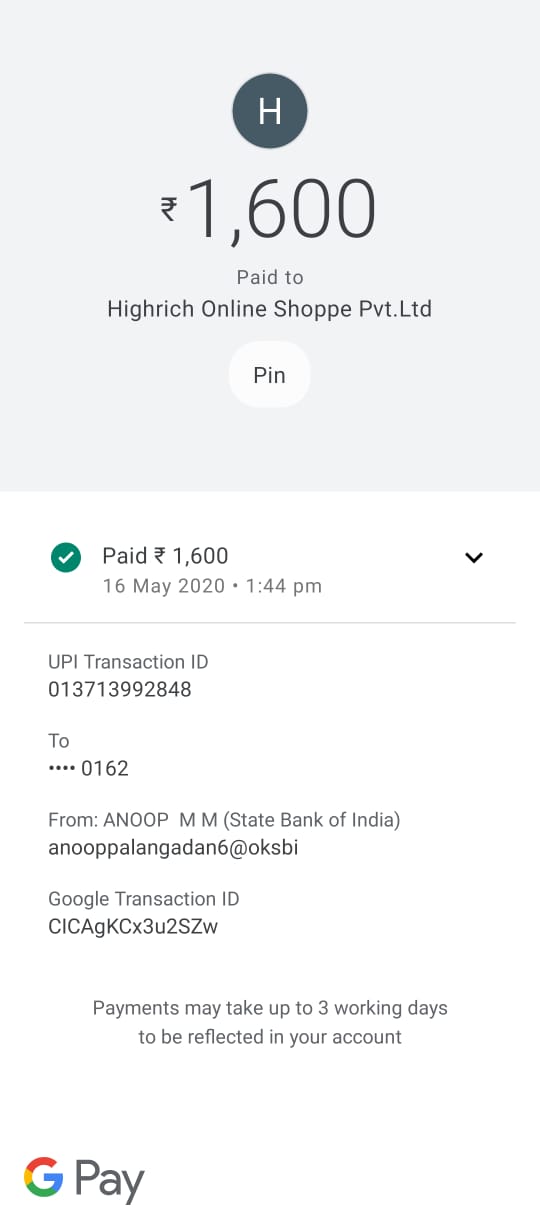 H
₹1,600
Paid to
Highrich Online Shoppe Pvt.Ltd
Pin
Paid ₹ 1,600
16 May 2020 • 1:44 pm
UPI Transaction ID
013713992848
To
•••• 0162
From: ANOOP  M M (State Bank of India)
anooppalangadan6@oksbi
Google Transaction ID
CICAgKCx3u2SZw
Payments may take up to 3 working days
to be reflected in your account
G Pay